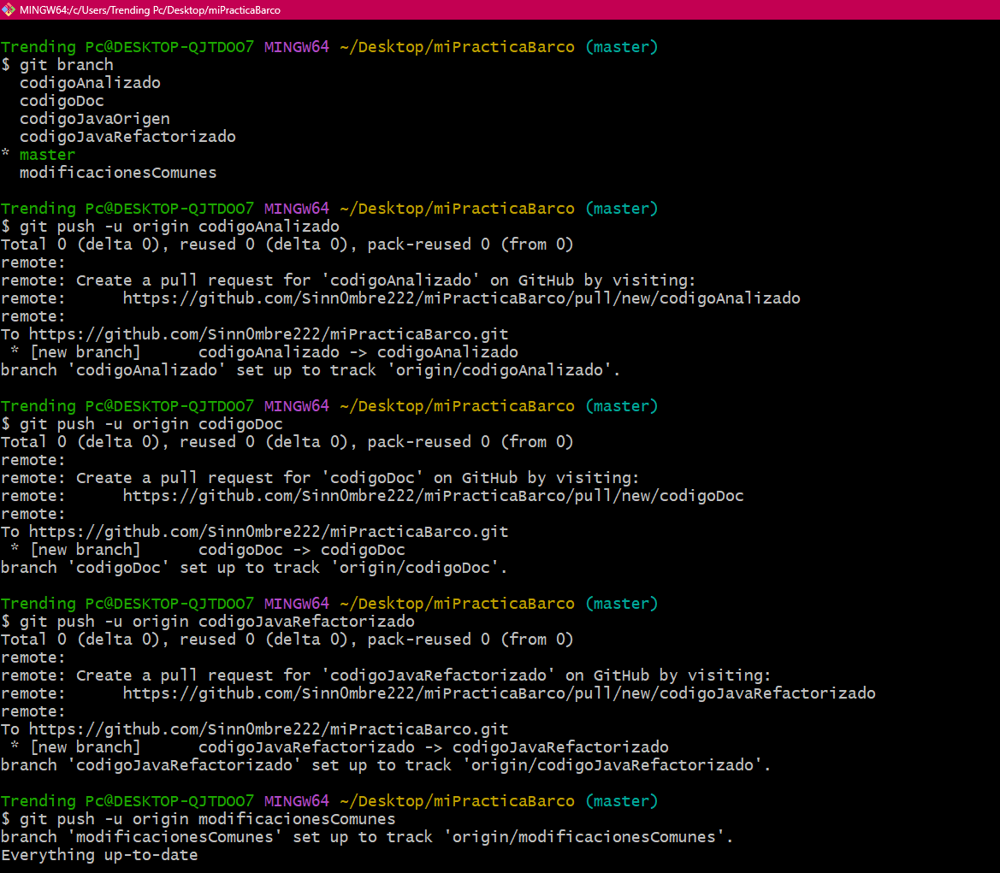 MINGW64:/c/Users/Trending Pc/Desktop/miPracticaBarco
Trending Pc@DESKTOP-QJTDOO7 MINGW64 ~/Desktop/miPracticaBarco (master)
$ git branch
  codigoAnalizado
  codigoDoc
  codigoJavaOrigen
  codigoJavaRefactorizado
* master
  modificacionesComunes
Trending Pc@DESKTOP-QJTDOO7 MINGW64 ~/Desktop/miPracticaBarco (master)
$ git push -u origin codigoAnalizado
Total 0 (delta 0), reused 0 (delta 0), pack-reused 0 (from 0)
remote:
remote: Create a pull request for 'codigoAnalizado' on GitHub by visiting:
remote:      https://github.com/Sinn0mbre222/miPracticaBarco/pull/new/codigoAnalizado
remote:
To https://github.com/Sinn0mbre222/miPracticaBarco.git
 * [new branch]      codigoAnalizado -> codigoAnalizado
branch 'codigoAnalizado' set up to track 'origin/codigoAnalizado'.
Trending Pc@DESKTOP-QJTDOO7 MINGW64 ~/Desktop/miPracticaBarco (master)
$ git push -u origin codigoDoc
Total 0 (delta 0), reused 0 (delta 0), pack-reused 0 (from 0)
remote:
remote: Create a pull request for 'codigoDoc' on GitHub by visiting:
remote:      https://github.com/Sinn0mbre222/miPracticaBarco/pull/new/codigoDoc
remote:
To https://github.com/Sinn0mbre222/miPracticaBarco.git
 * [new branch]      codigoDoc -> codigoDoc
branch 'codigoDoc' set up to track 'origin/codigoDoc'.
Trending Pc@DESKTOP-QJTDOO7 MINGW64 ~/Desktop/miPracticaBarco (master)
$ git push -u origin codigoJavaRefactorizado
Total 0 (delta 0), reused 0 (delta 0), pack-reused 0 (from 0)
remote:
remote: Create a pull request for 'codigoJavaRefactorizado' on GitHub by visiting:
remote:      https://github.com/Sinn0mbre222/miPracticaBarco/pull/new/codigoJavaRefactorizado
remote:
To https://github.com/Sinn0mbre222/miPracticaBarco.git
 * [new branch]      codigoJavaRefactorizado -> codigoJavaRefactorizado
branch 'codigoJavaRefactorizado' set up to track 'origin/codigoJavaRefactorizado'.
Trending Pc@DESKTOP-QJTDOO7 MINGW64 ~/Desktop/miPracticaBarco (master)
$ git push -u origin modificacionesComunes
branch 'modificacionesComunes' set up to track 'origin/modificacionesComunes'.
Everything up-to-date